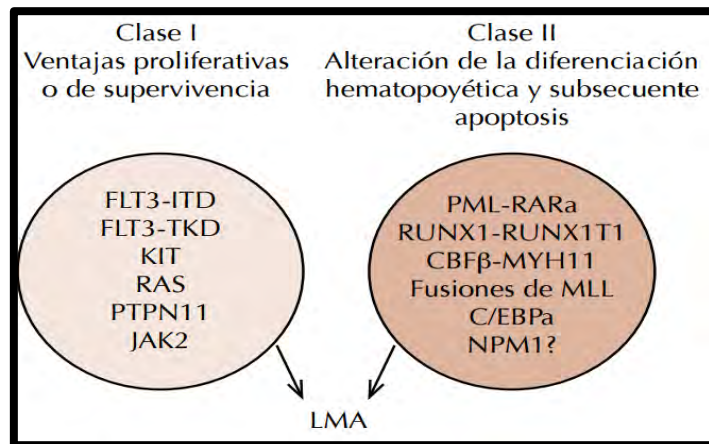 Clase I
Ventajas proliferativas
o de supervivencia
Clase II
Alteración de la diferenciación
hematopoyética y subsecuente
apoptosis
FLT3-ITD
FLT3-TKD
KIT
RAS
PTPN11
JAK2
PML-RARa
RUNX1-RUNX1T1
CBFβ-MYH11
Fusiones de MLL
C/EBPa
NPM1?
LMA